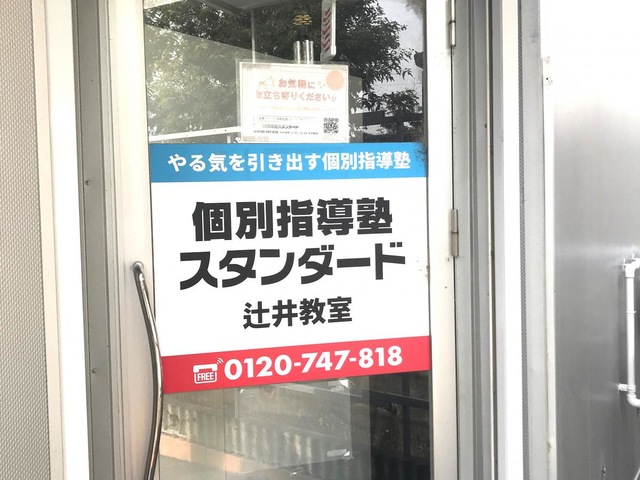 お気軽に
お立ち寄りください
やる気を引き出す個別指導塾
個別指導塾
スタンダード
辻井教室
FREE 0120-747-818